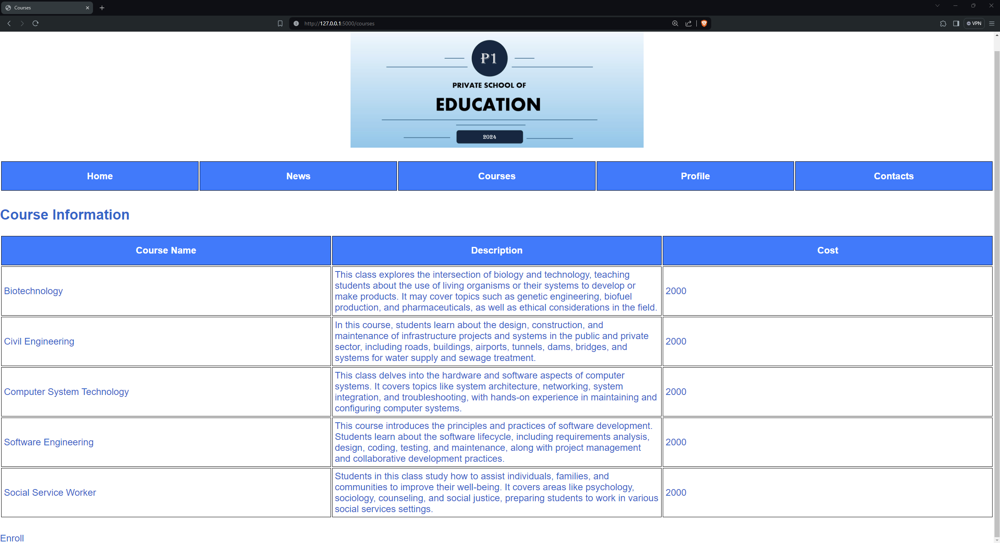 Courses
http://127.0.0.1:5000/courses
VPN
P1
PRIVATE SCHOOL OF
EDUCATION
2024
Home
News
Courses
Profile
Contacts
Course Information
Course Name
Description
Cost
Biotechnology
This class explores the intersection of biology and technology, teaching
students about the use of living organisms or their systems to develop or
make products. It may cover topics such as genetic engineering, biofuel
production, and pharmaceuticals, as well as ethical considerations in the field.
2000
Civil Engineering
In this course, students learn about the design, construction, and
maintenance of infrastructure projects and systems in the public and private
sector, including roads, buildings, airports, tunnels, dams, bridges, and
systems for water supply and sewage treatment.
2000
Computer System Technology
This class delves into the hardware and software aspects of computer
systems. It covers topics like system architecture, networking, system
integration, and troubleshooting, with hands-on experience in maintaining and
configuring computer systems.
2000
Software Engineering
This course introduces the principles and practices of software development.
Students learn about the software lifecycle, including requirements analysis,
design, coding, testing, and maintenance, along with project management
and collaborative development practices.
2000
Social Service Worker
Students in this class study how to assist individuals, families, and
communities to improve their well-being. It covers areas like psychology,
sociology, counseling, and social justice, preparing students to work in various
social services settings.
2000
Enroll